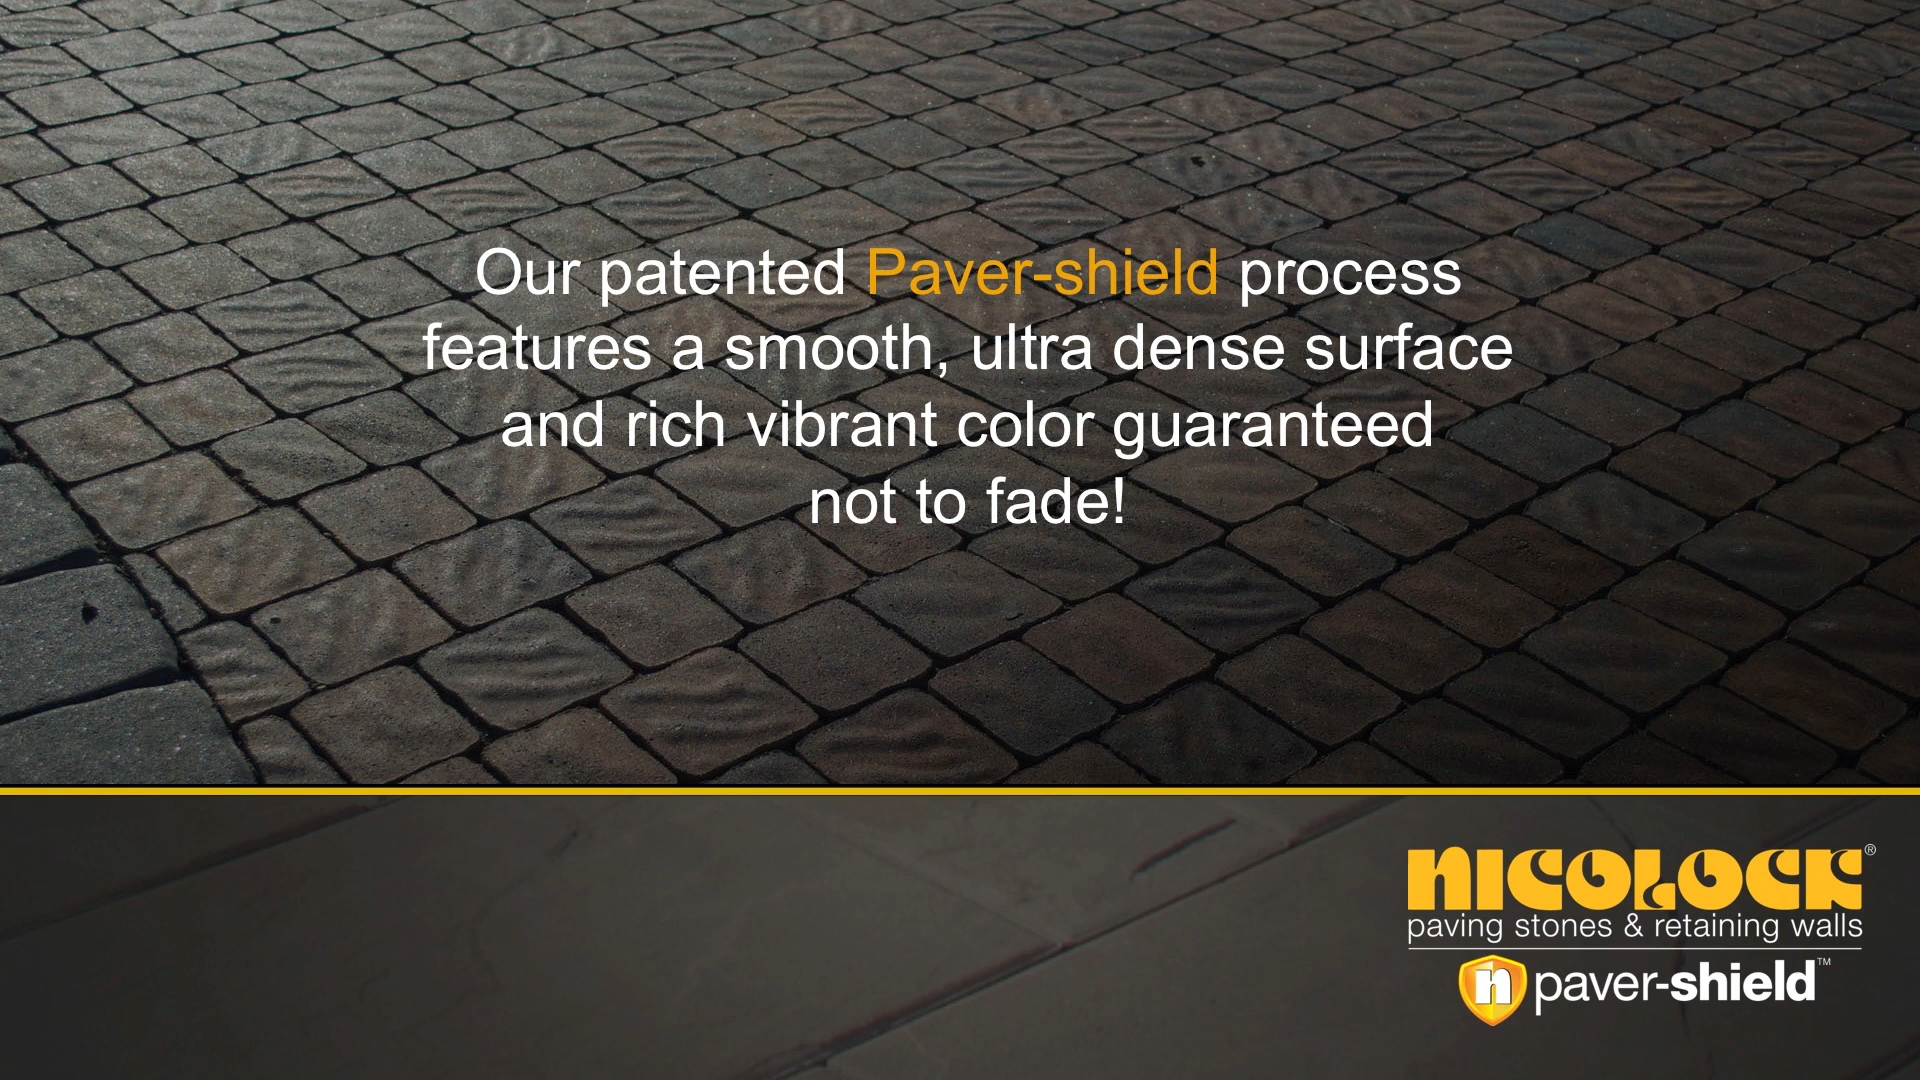 Our patented Paver-shield process
features a smooth, ultra dense surface
and rich vibrant color guaranteed
not to fade!
nicolock®
paving stones & retaining walls
n paver-shield™